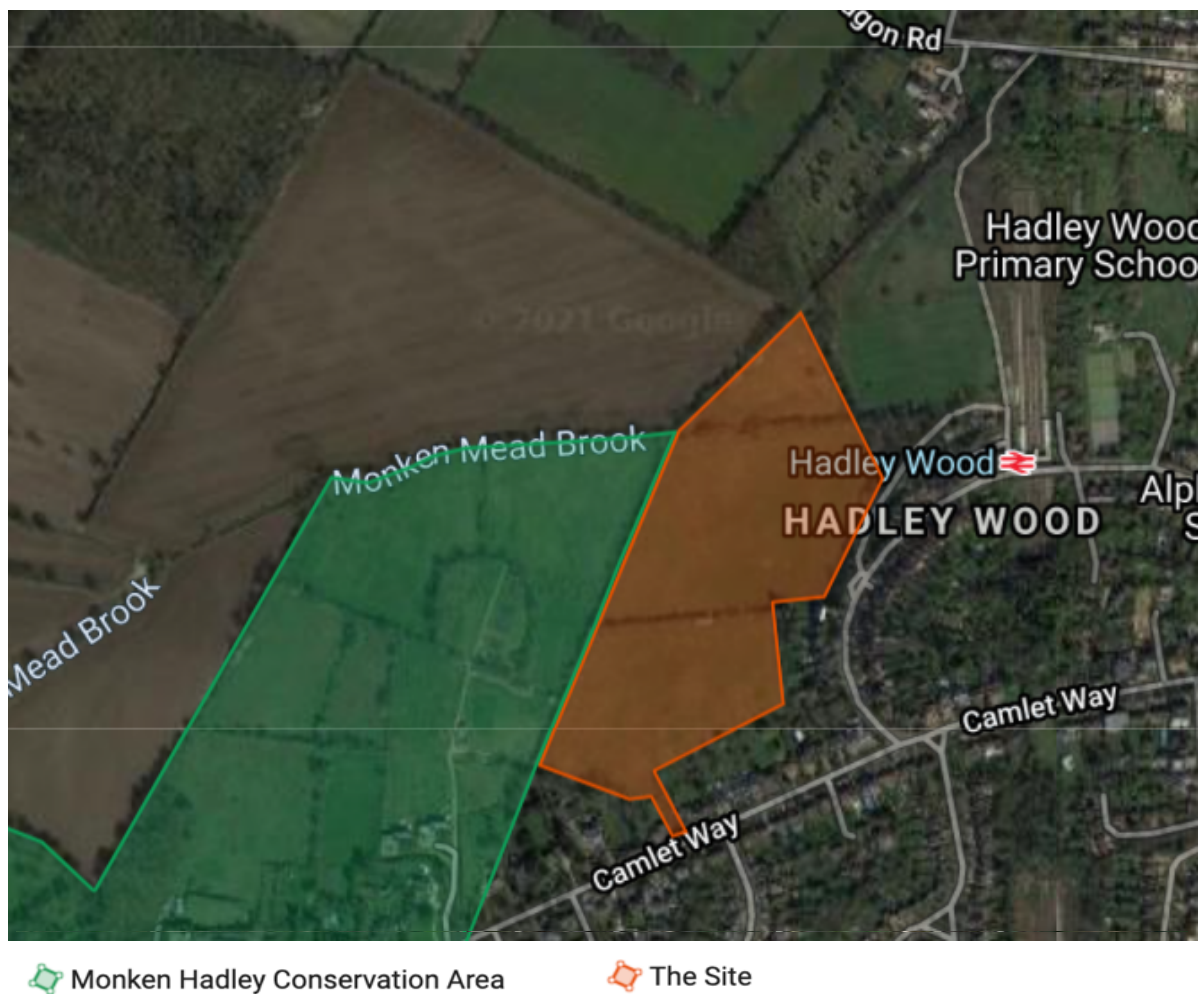 gon Rd
Hadley Wood
Primary Schoo
© 2021 Google
Monken Mead Brook
Hadley Wood
HADLEY WOOD
Alp
S
Mead Brook
Camlet Way
Camlet Way
Monken Hadley Conservation Area
The Site